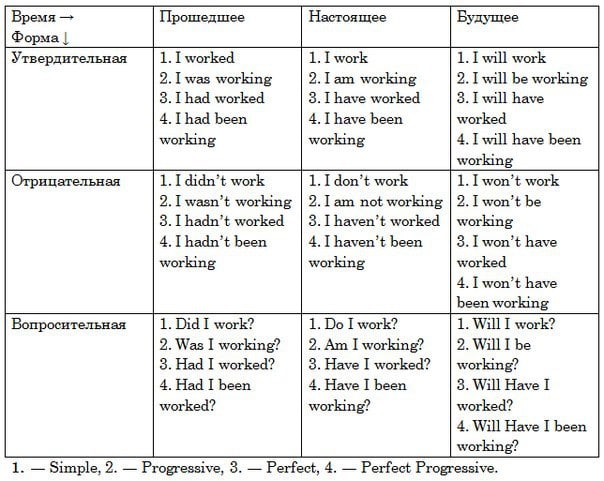 Время →
Форма ↓
Прошедшее
Настоящее
Будущее
Утвердительная
1. I worked
2. I was working
3. I had worked
4. I had been
working
1. I work
2. I am working
3. I have worked
4. I have been
working
1. I will work
2. I will be working
3. I will have
worked
4. I will have been
working
Отрицательная
1. I didn't work
2. I wasn't working
3. I hadn't worked
4. I hadn't been
working
1. I don't work
2. I am not working
3. I haven't worked
4. I haven't been
working
1. I won't work
2. I won't be
working
3. I won't have
worked
4. I won't have
been working
Вопросительная
1. Did I work?
2. Was I working?
3. Had I worked?
4. Had I been
worked?
1. Do I work?
2. Am I working?
3. Have I worked?
4. Have I been
working?
1. Will I work?
2. Will I be
working?
3. Will Have I
worked?
4. Will Have I been
working?
1. — Simple, 2. — Progressive, 3. — Perfect, 4. — Perfect Progressive.